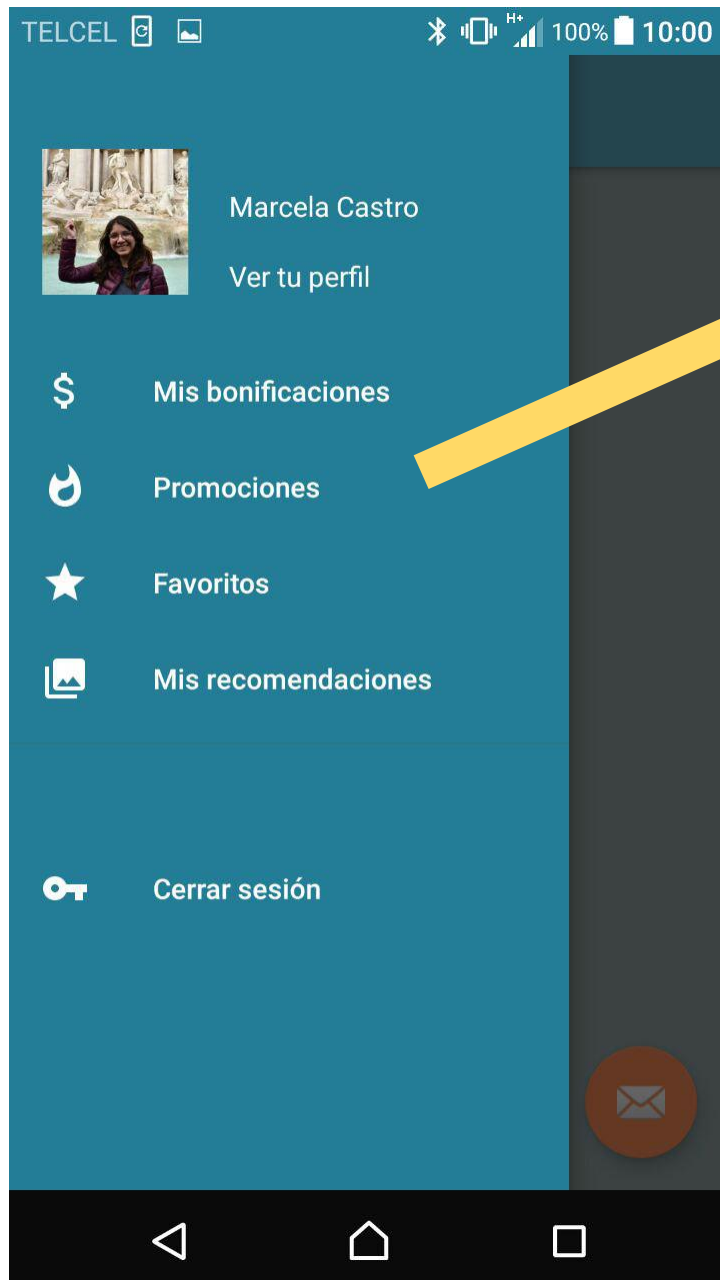 TELCEL
H+
100%
10:00
Marcela Castro
Ver tu perfil
Mis bonificaciones
Promociones
Favoritos
Mis recomendaciones
Cerrar sesión